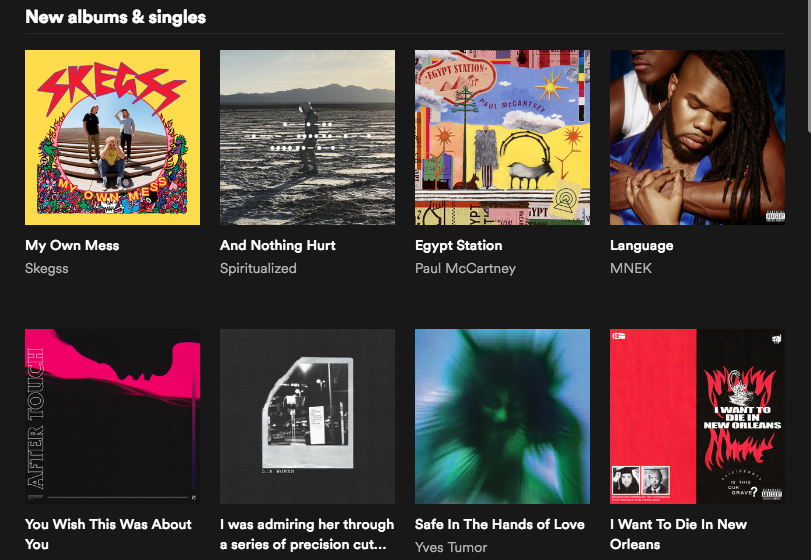 New albums & singles
SKEGSS
MY OWN MESS
EGYPT STATION
PAUL McCARTNEY
My Own Mess
And Nothing Hurt
Egypt Station
Language
Skegss
Spiritualized
Paul McCartney
MNEK
AFTER TOUCH
L.A WORKS
I WANT TO
DIE IN
NEW ORLEANS
IS THIS
OUR
GRAVE?
You Wish This Was About
You
I was admiring her through
a series of precision cut...
Safe In The Hands of Love
Yves Tumor
I Want To Die In New
Orleans